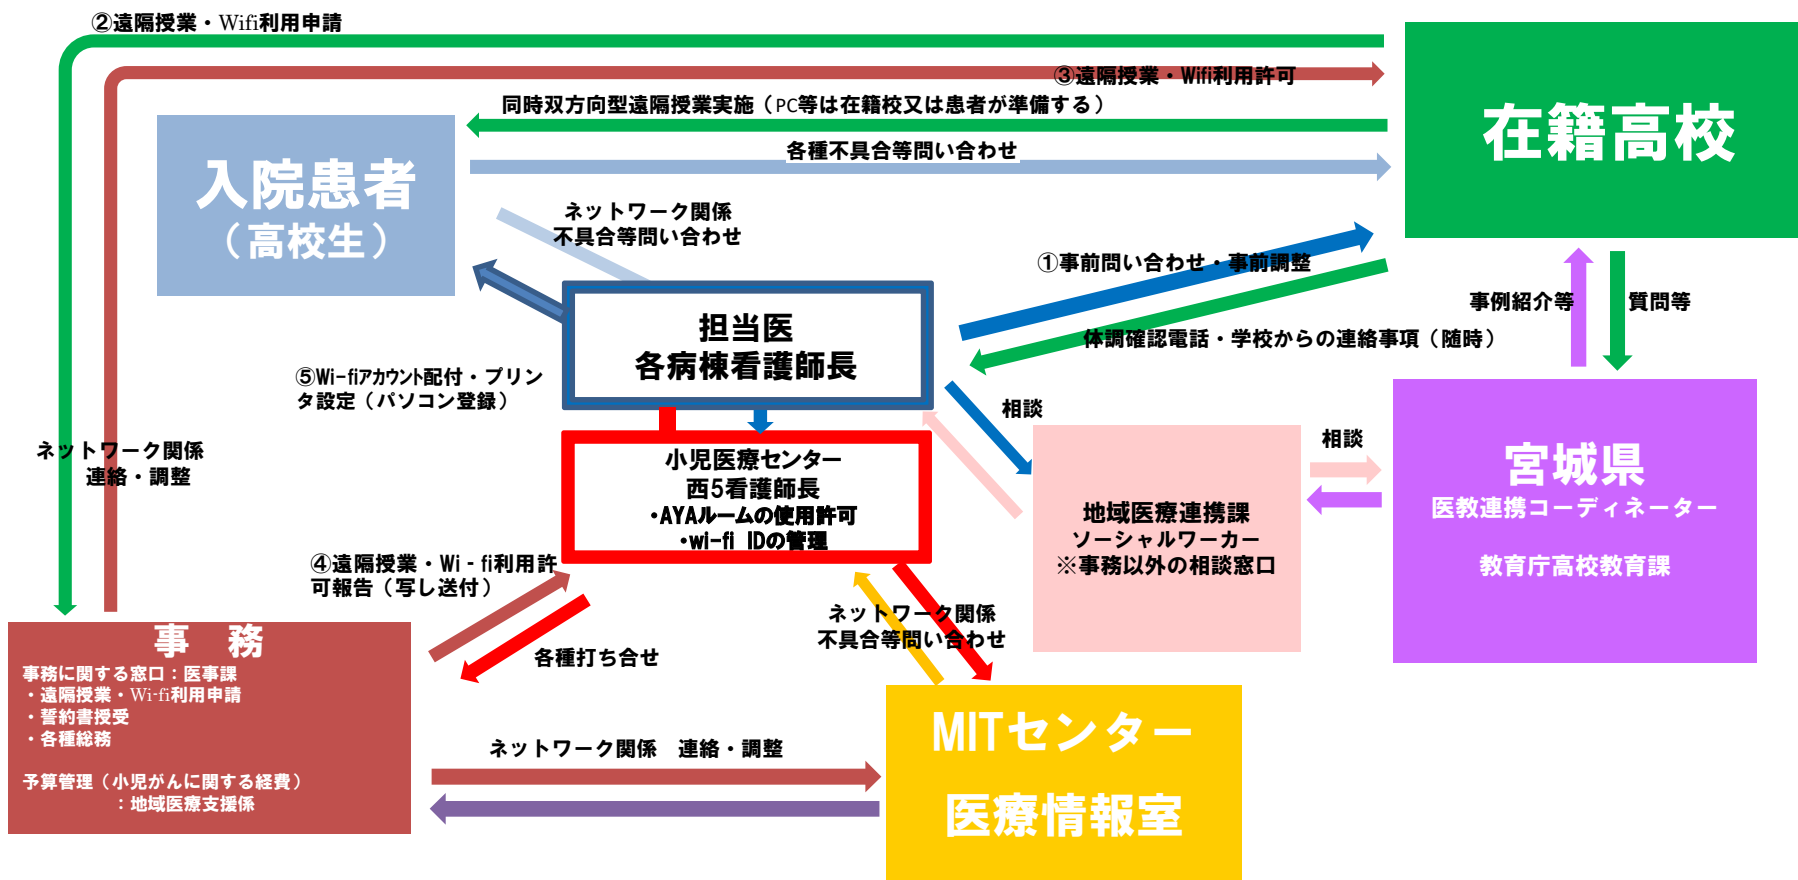 ②遠隔授業・Wifi利用申請
③遠隔授業・Wifi利用許可
同時双方向型遠隔授業実施（PC等は在籍校又は患者が準備する）
各種不具合等問い合わせ
在籍高校
入院患者
（高校生）
ネットワーク関係
不具合等問い合わせ
①事前問い合わせ・事前調整
体調確認電話・学校からの連絡事項（随時）
事例紹介等
質問等
担当医
各病棟看護師長
⑤Wi-fiアカウント配付・プリン
タ設定（パソコン登録）
相談
ネットワーク関係
連絡・調整
小児医療センター
西5看護師長
・AYAルームの使用許可
・wi-fi IDの管理
地域医療連携課
ソーシャルワーカー
※事務以外の相談窓口
相談
宮城県
医教連携コーディネーター
教育庁高校教育課
④遠隔授業・Wi‐fi利用許
可報告（写し送付）
各種打ち合せ
ネットワーク関係
不具合等問い合わせ
事　務
事務に関する窓口：医事課
・遠隔授業・Wi-fi利用申請
・誓約書授受
・各種総務
予算管理（小児がんに関する経費）
：地域医療支援係
ネットワーク関係　連絡・調整
MITセンター
医療情報室